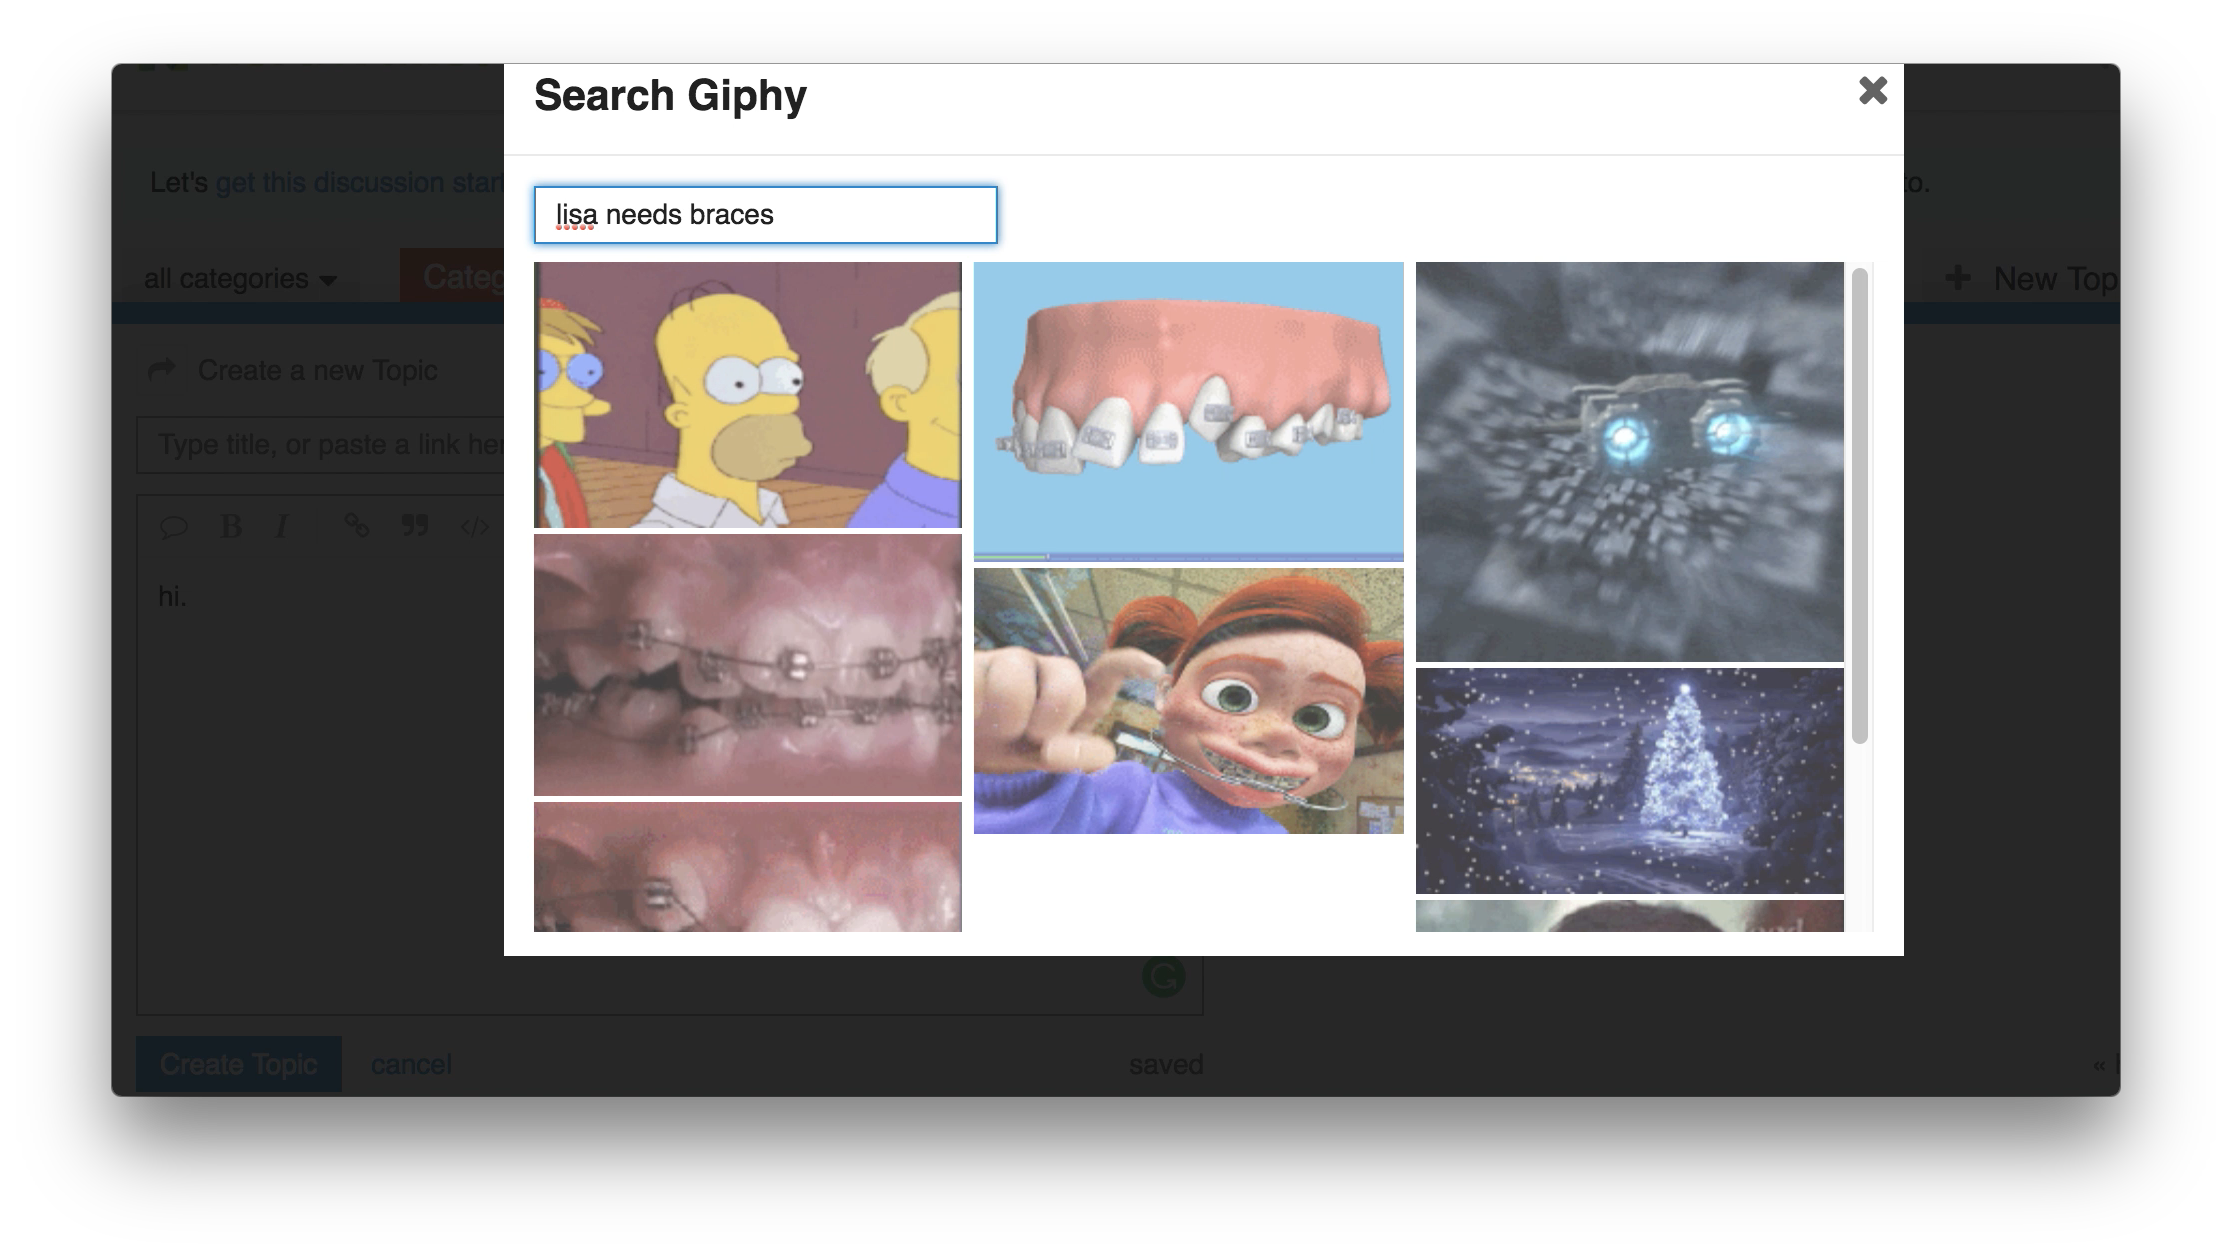 Search Giphy
Let's get this discussion start
to.
lisa needs braces
all categories
Categ
New Top
Create a new Topic
Type title, or paste a link her
B I </>
hi.
Create Topic
cancel
saved
«